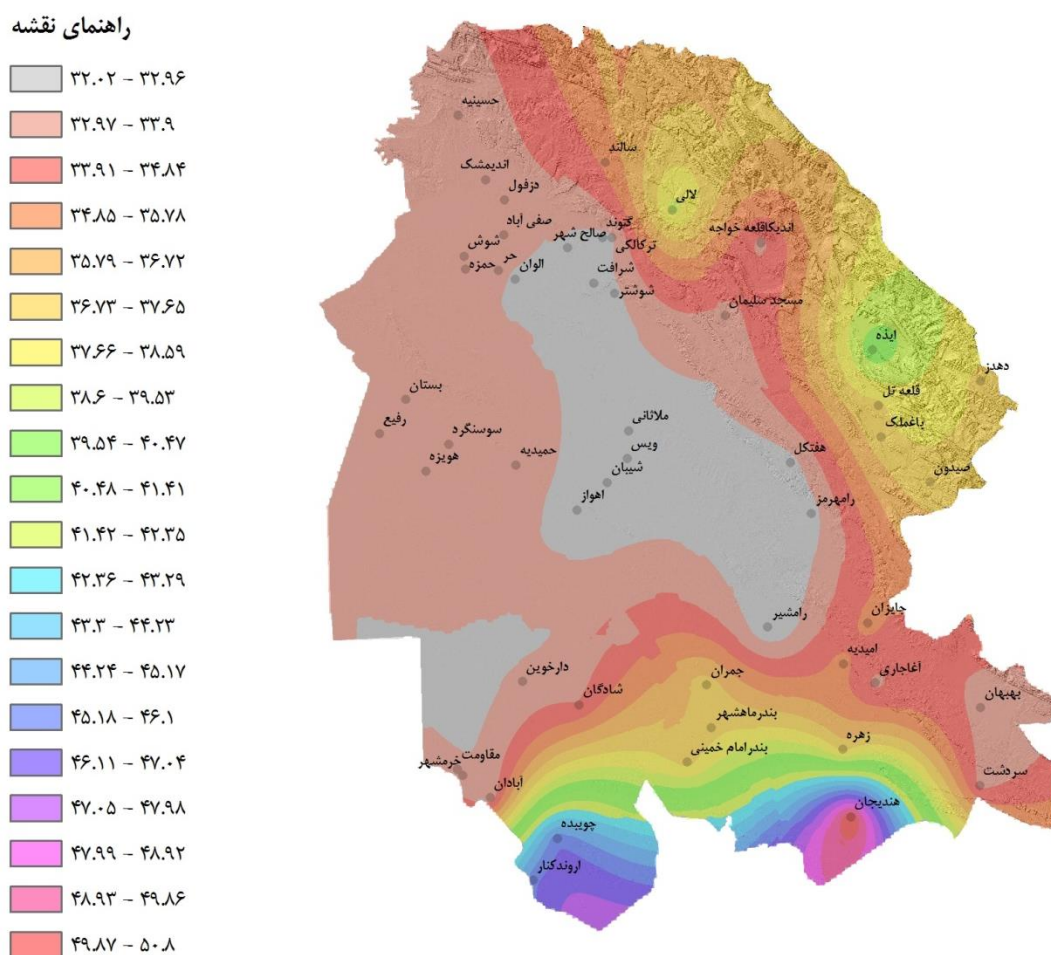 راهنمای نقشه
۳۲.۰۲ – ۳۲.۹۶
۳۲.۹۷ – ۳۳.۹
۳۳.۹۱ – ۳۴.۸۴
۳۴.۸۵ – ۳۵.۷۸
۳۵.۷۹ – ۳۶.۷۲
۳۶.۷۳ – ۳۷.۶۵
۳۷.۶۶ – ۳۸.۵۹
۳۸.۶ – ۳۹.۵۳
۳۹.۵۴ – ۴۰.۴۷
۴۰.۴۸ – ۴۱.۴۱
۴۱.۴۲ – ۴۲.۳۵
۴۲.۳۶ – ۴۳.۲۹
۴۳.۳ – ۴۴.۲۳
۴۴.۲۴ – ۴۵.۱۷
۴۵.۱۸ – ۴۶.۱
۴۶.۱۱ – ۴۷.۰۴
۴۷.۰۵ – ۴۷.۹۸
۴۷.۹۹ – ۴۸.۹۲
۴۸.۹۳ – ۴۹.۸۶
۴۹.۸۷ – ۵۰.۸
حسینیه
سالند
اندیمشک
دزفول
لالی
صفی آباد
گتوند
صالح شهر
ترکالکی
اندیکاقلعه خواجه
شوش
حر
حمزه
الوان
شرافت
شوشتر
مسجد سلیمان
ایذه
دهدز
بستان
قلعه تل
رفیع
سوسنگرد
ملاثانی
باغملک
هویزه
حمیدیه
ویس
هفتکل
شیبان
صیدون
اهواز
رامهرمز
جایزان
رامشیر
امیدیه
آغاجاری
دارخوین
جمران
شادگان
بهبهان
بندرماهشهر
زهره
بندرامام خمینی
مقاومت
خرمشهر
سردشت
آبادان
هندیجان
چویبده
اروندکنار